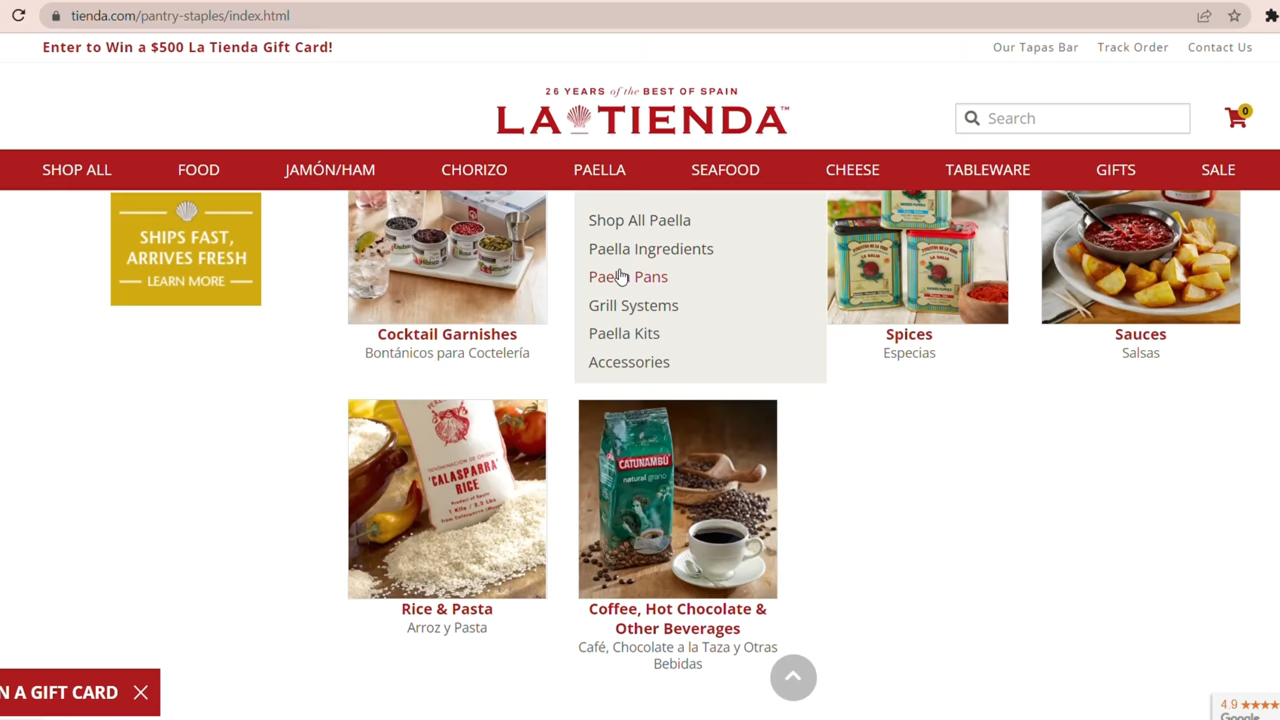 tienda.com/pantry-staples/index.html
Enter to Win a $500 La Tienda Gift Card!
Our Tapas Bar
Track Order
Contact Us
26 YEARS of the BEST OF SPAIN
LA TIENDA™
Search
0
SHOP ALL
FOOD
JAMÓN/HAM
CHORIZO
PAELLA
SEAFOOD
CHEESE
TABLEWARE
GIFTS
SALE
SHIPS FAST,
ARRIVES FRESH
LEARN MORE
Shop All Paella
Paella Ingredients
Paella Pans
Grill Systems
Paella Kits
Accessories
Cocktail Garnishes
Bontánicos para Coctelería
Spices
Especias
Sauces
Salsas
"CALASPARRA"
RICE
CATUNAMBÚ
natural grano
Rice & Pasta
Arroz y Pasta
Coffee, Hot Chocolate &
Other Beverages
Café, Chocolate a la Taza y Otras
Bebidas
N A GIFT CARD
4.9
Google